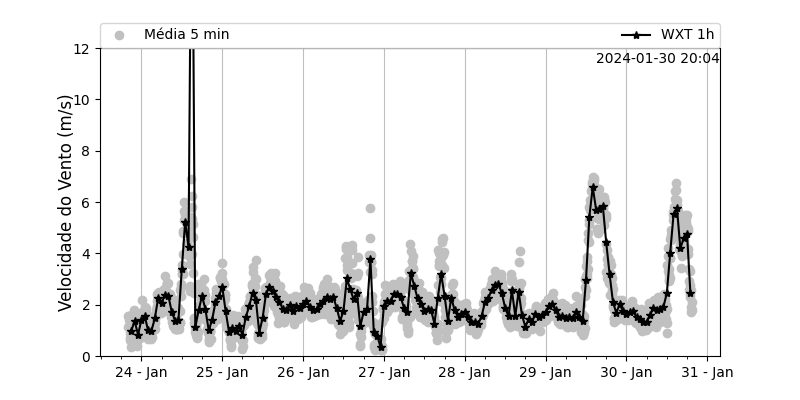 Média 5 min
WXT 1h
2024-01-30 20:04
Velocidade do Vento (m/s)
12
10
8
6
4
2
0
24 - Jan
25 - Jan
26 - Jan
27 - Jan
28 - Jan
29 - Jan
30 - Jan
31 - Jan